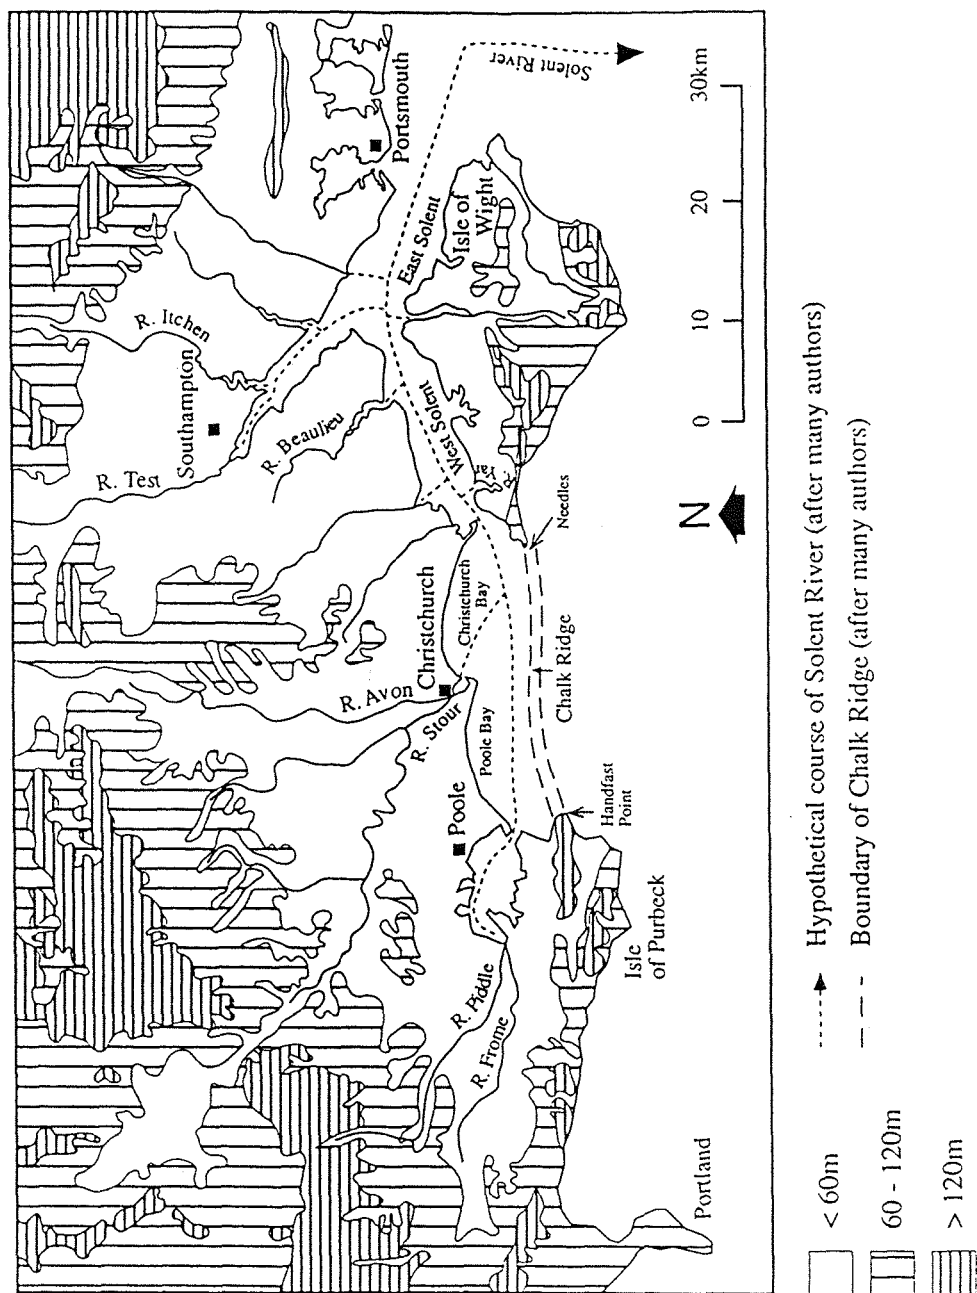 Portsmouth
Solent River
East Solent
Isle of
Wight
R. Itchen
Southampton
R. Test
R. Beaulieu
West Solent
R. Yar
Needles
Christchurch
Christchurch
Bay
R. Avon
R. Stour
Poole Bay
Poole
Chalk Ridge
Handfast
Point
Isle
of Purbeck
R. Piddle
R. Frome
Portland
N
0 10 20 30km
< 60m
60 - 120m
> 120m
Hypothetical course of Solent River (after many authors)
Boundary of Chalk Ridge (after many authors)